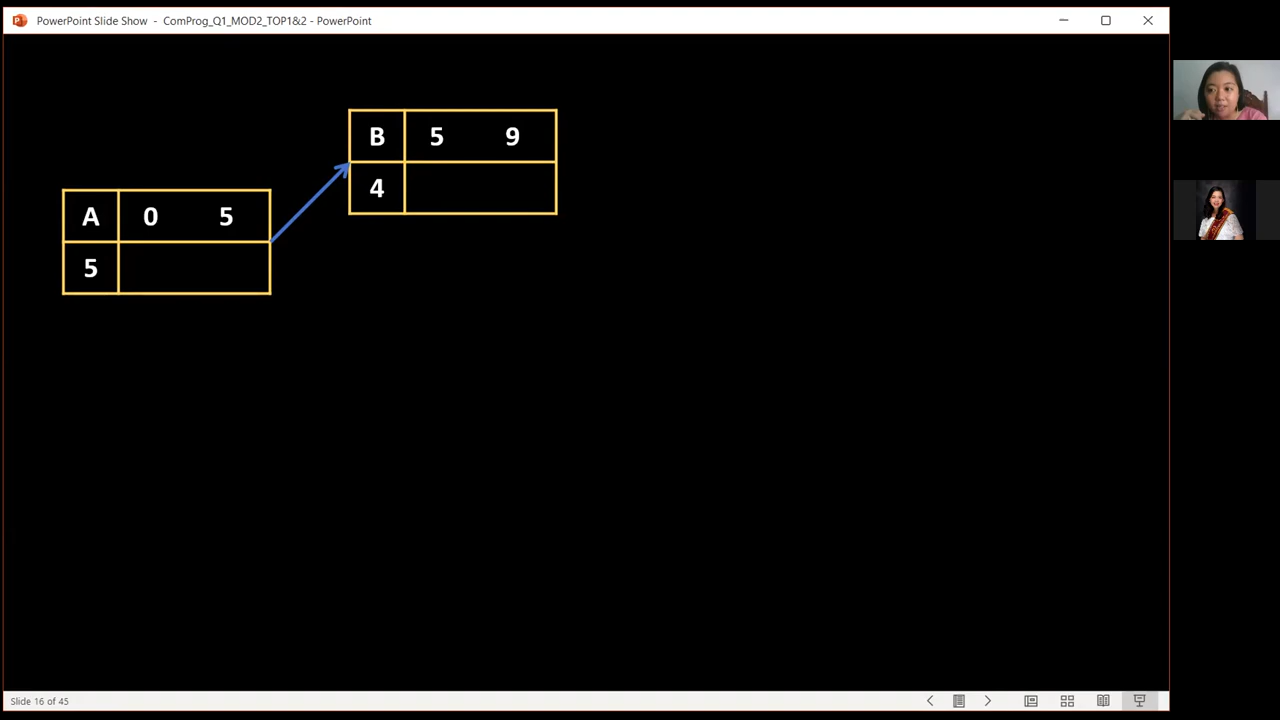 PowerPoint Slide Show - ComProg_Q1_MOD2_TOP1&2 - PowerPoint
B 5 9
4
A 0 5
5
Slide 16 of 45